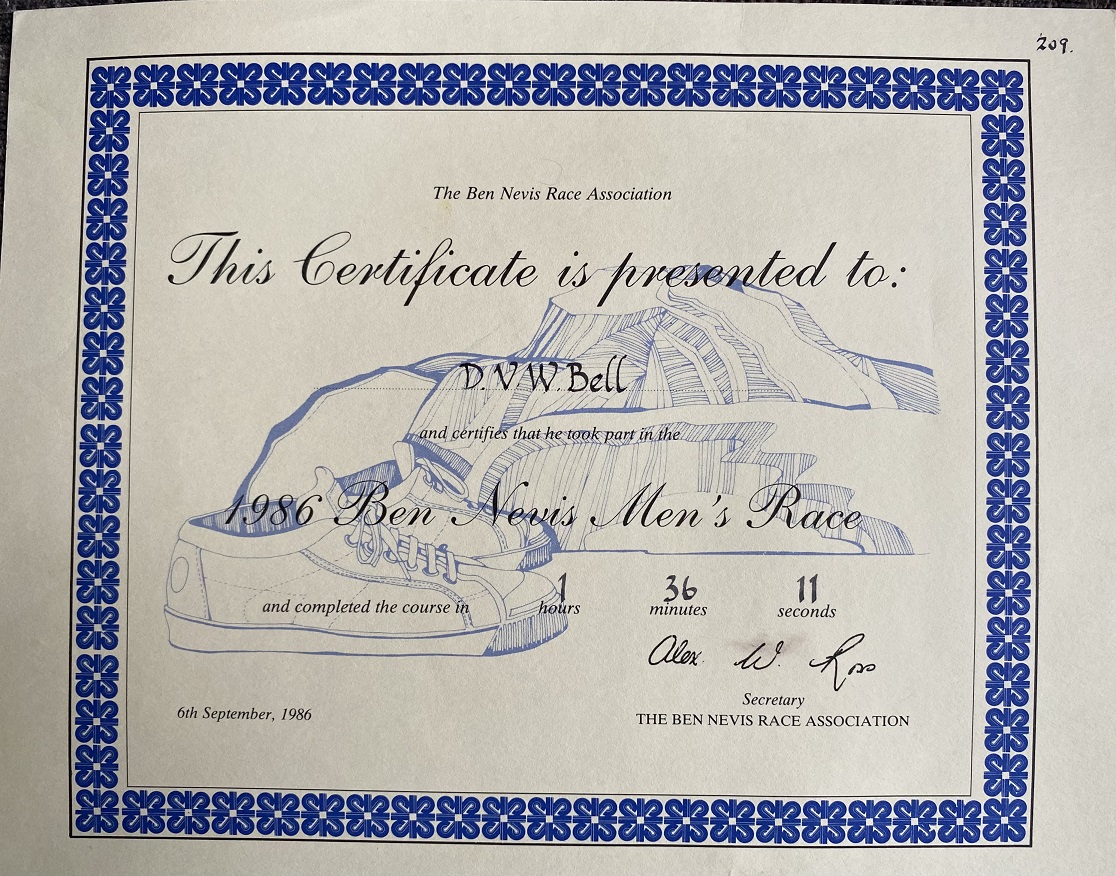 209.
The Ben Nevis Race Association
This Certificate is presented to:
D.V.W. Bell
and certifies that he took part in the
1986 Ben Nevis Men's Race
1 36 11
and completed the course in hours minutes seconds
Alex. W. Ross
Secretary
6th September, 1986
THE BEN NEVIS RACE ASSOCIATION